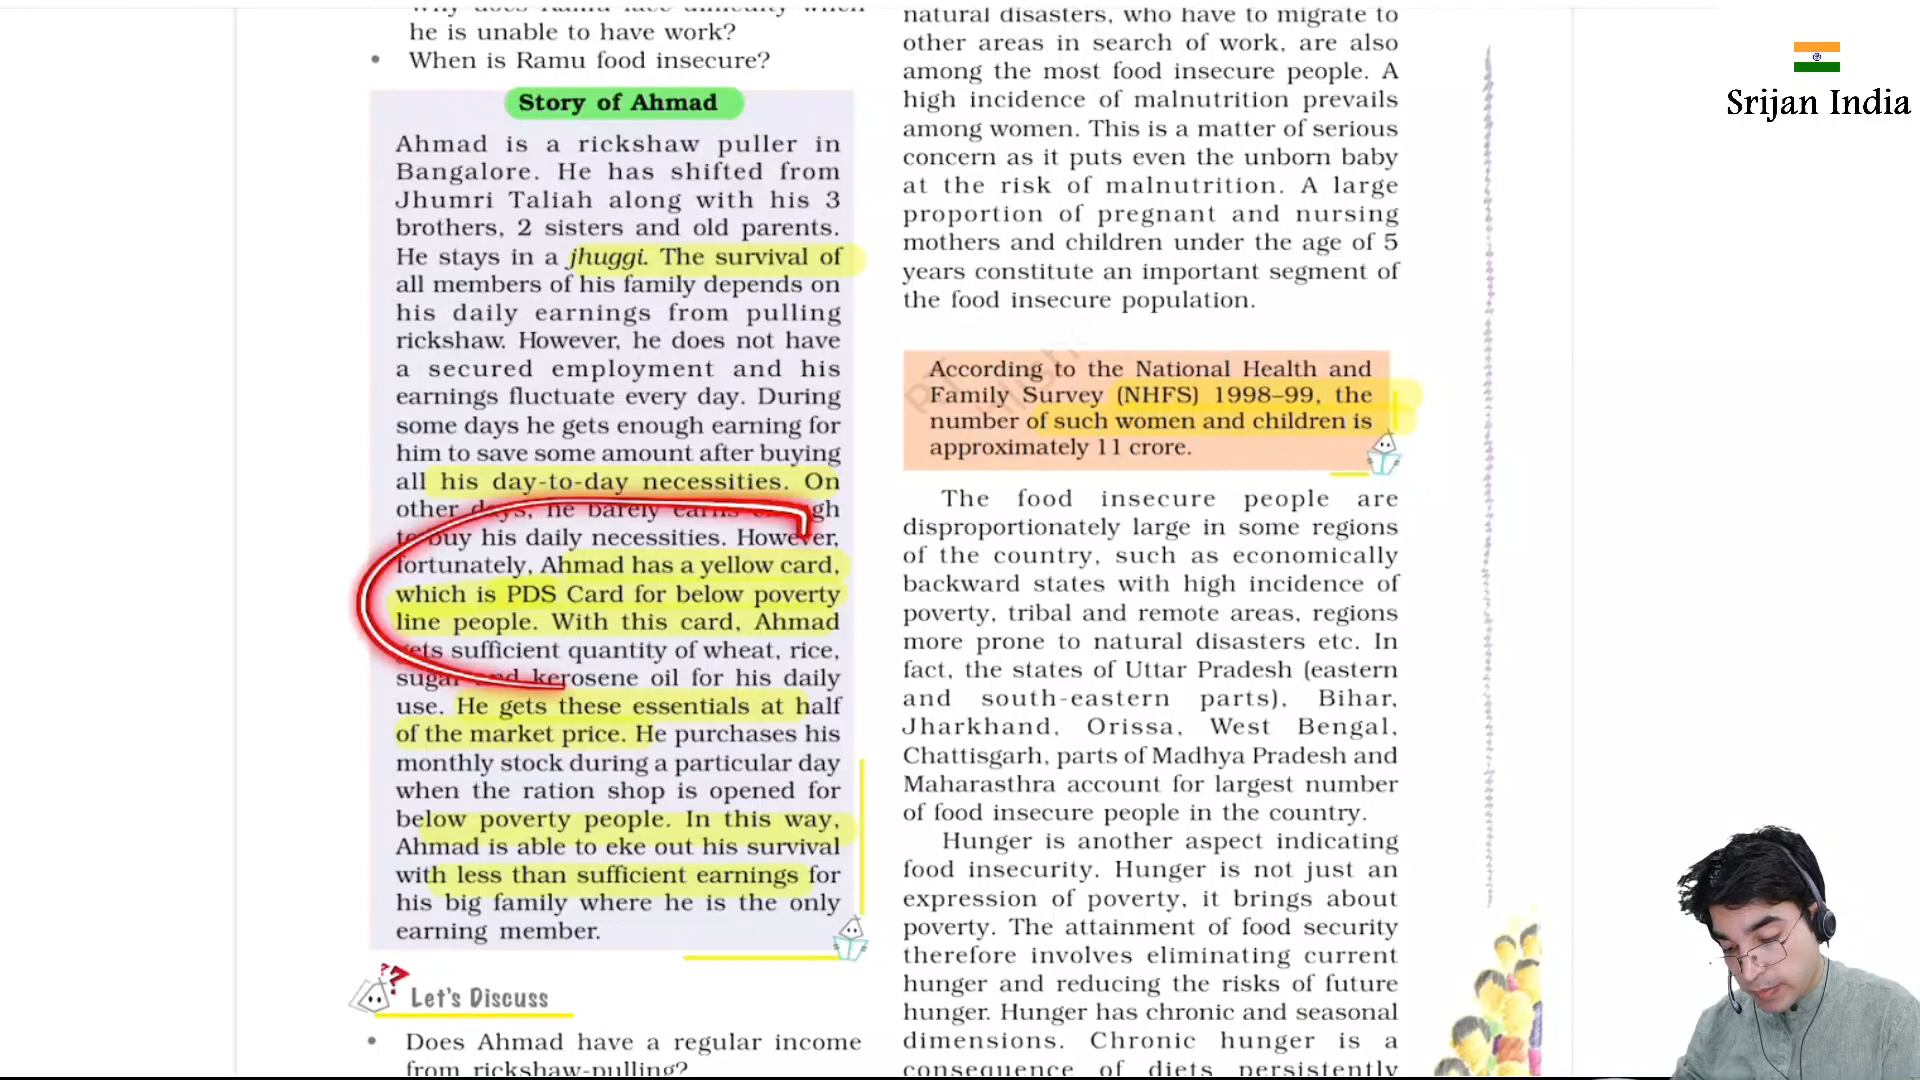 he is unable to have work?
• When is Ramu food insecure?
Story of Ahmad
Ahmad is a rickshaw puller in
Bangalore. He has shifted from
Jhumri Taliah along with his 3
brothers, 2 sisters and old parents.
He stays in a jhuggi. The survival of
all members of his family depends on
his daily earnings from pulling
rickshaw. However, he does not have
a secured employment and his
earnings fluctuate every day. During
some days he gets enough earning for
him to save some amount after buying
all his day-to-day necessities. On
other days, he barely earns enough
to buy his daily necessities. However,
fortunately, Ahmad has a yellow card,
which is PDS Card for below poverty
line people. With this card, Ahmad
gets sufficient quantity of wheat, rice,
sugar and kerosene oil for his daily
use. He gets these essentials at half
of the market price. He purchases his
monthly stock during a particular day
when the ration shop is opened for
below poverty people. In this way,
Ahmad is able to eke out his survival
with less than sufficient earnings for
his big family where he is the only
earning member.
Let's Discuss
• Does Ahmad have a regular income
from rickshaw-pulling?
natural disasters, who have to migrate to
other areas in search of work, are also
among the most food insecure people. A
high incidence of malnutrition prevails
among women. This is a matter of serious
concern as it puts even the unborn baby
at the risk of malnutrition. A large
proportion of pregnant and nursing
mothers and children under the age of 5
years constitute an important segment of
the food insecure population.
According to the National Health and
Family Survey (NHFS) 1998–99, the
number of such women and children is
approximately 11 crore.
The food insecure people are
disproportionately large in some regions
of the country, such as economically
backward states with high incidence of
poverty, tribal and remote areas, regions
more prone to natural disasters etc. In
fact, the states of Uttar Pradesh (eastern
and south-eastern parts), Bihar,
Jharkhand, Orissa, West Bengal,
Chattisgarh, parts of Madhya Pradesh and
Maharasthra account for largest number
of food insecure people in the country.
Hunger is another aspect indicating
food insecurity. Hunger is not just an
expression of poverty, it brings about
poverty. The attainment of food security
therefore involves eliminating current
hunger and reducing the risks of future
hunger. Hunger has chronic and seasonal
dimensions. Chronic hunger is a
consequence of diets persistently
Srijan India